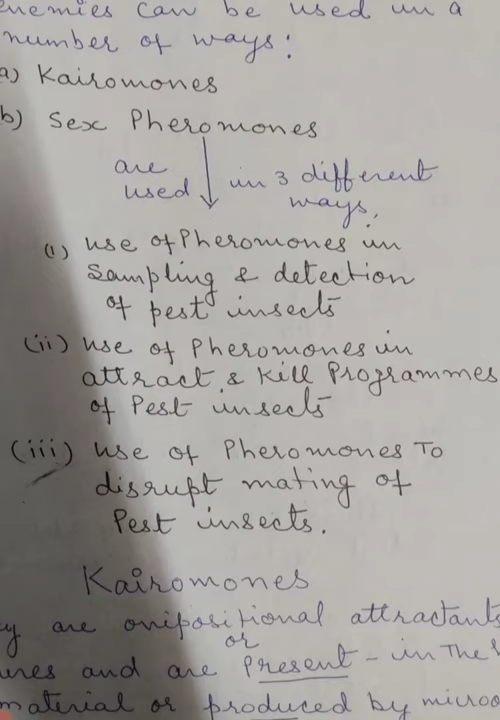 enemies can be used in a
number of ways:
a) Kairomones
b) Sex Pheromones
are used in 3 different ways.
(i) use of Pheromones in
sampling & detection
of pest insects
(ii) use of Pheromones in
attract & Kill Programmes
of Pest insects
(iii) use of Pheromones To
disrupt mating of
Pest insects.
Kairomones
are ovipositional attractants
or
and are Present - in The
material or produced by